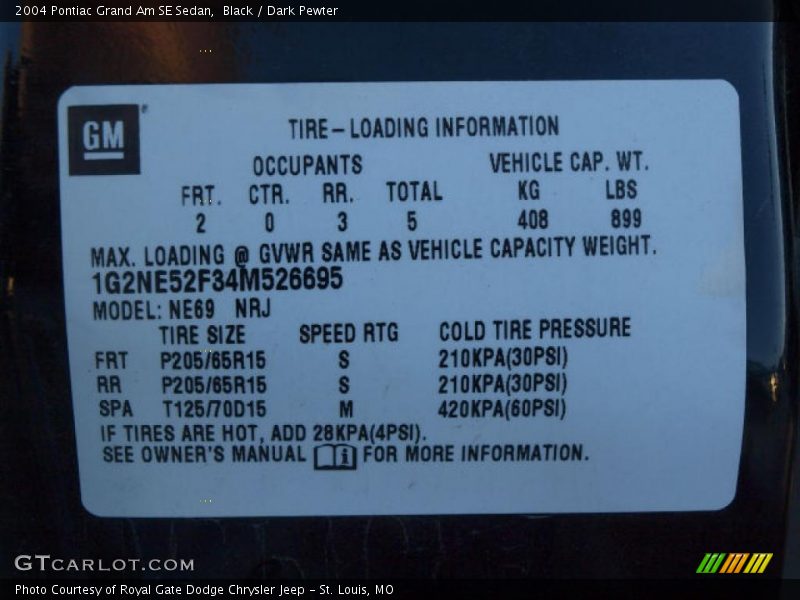 2004 Pontiac Grand Am SE Sedan,  Black / Dark Pewter
GM
TIRE-LOADING INFORMATION
OCCUPANTS VEHICLE CAP. WT.
FRT. CTR. RR. TOTAL KG LBS
2 0 3 5 408 899
MAX. LOADING @ GVWR SAME AS VEHICLE CAPACITY WEIGHT.
1G2NE52F34M526695
MODEL: NE69 NRJ
TIRE SIZE SPEED RTG COLD TIRE PRESSURE
FRT P205/65R15 S 210KPA(30PSI)
RR P205/65R15 S 210KPA(30PSI)
SPA T125/70D15 M 420KPA(60PSI)
IF TIRES ARE HOT, ADD 28KPA(4PSI).
SEE OWNER'S MANUAL i FOR MORE INFORMATION.
GTCARLOT.COM
Photo Courtesy of Royal Gate Dodge Chrysler Jeep - St. Louis, MO